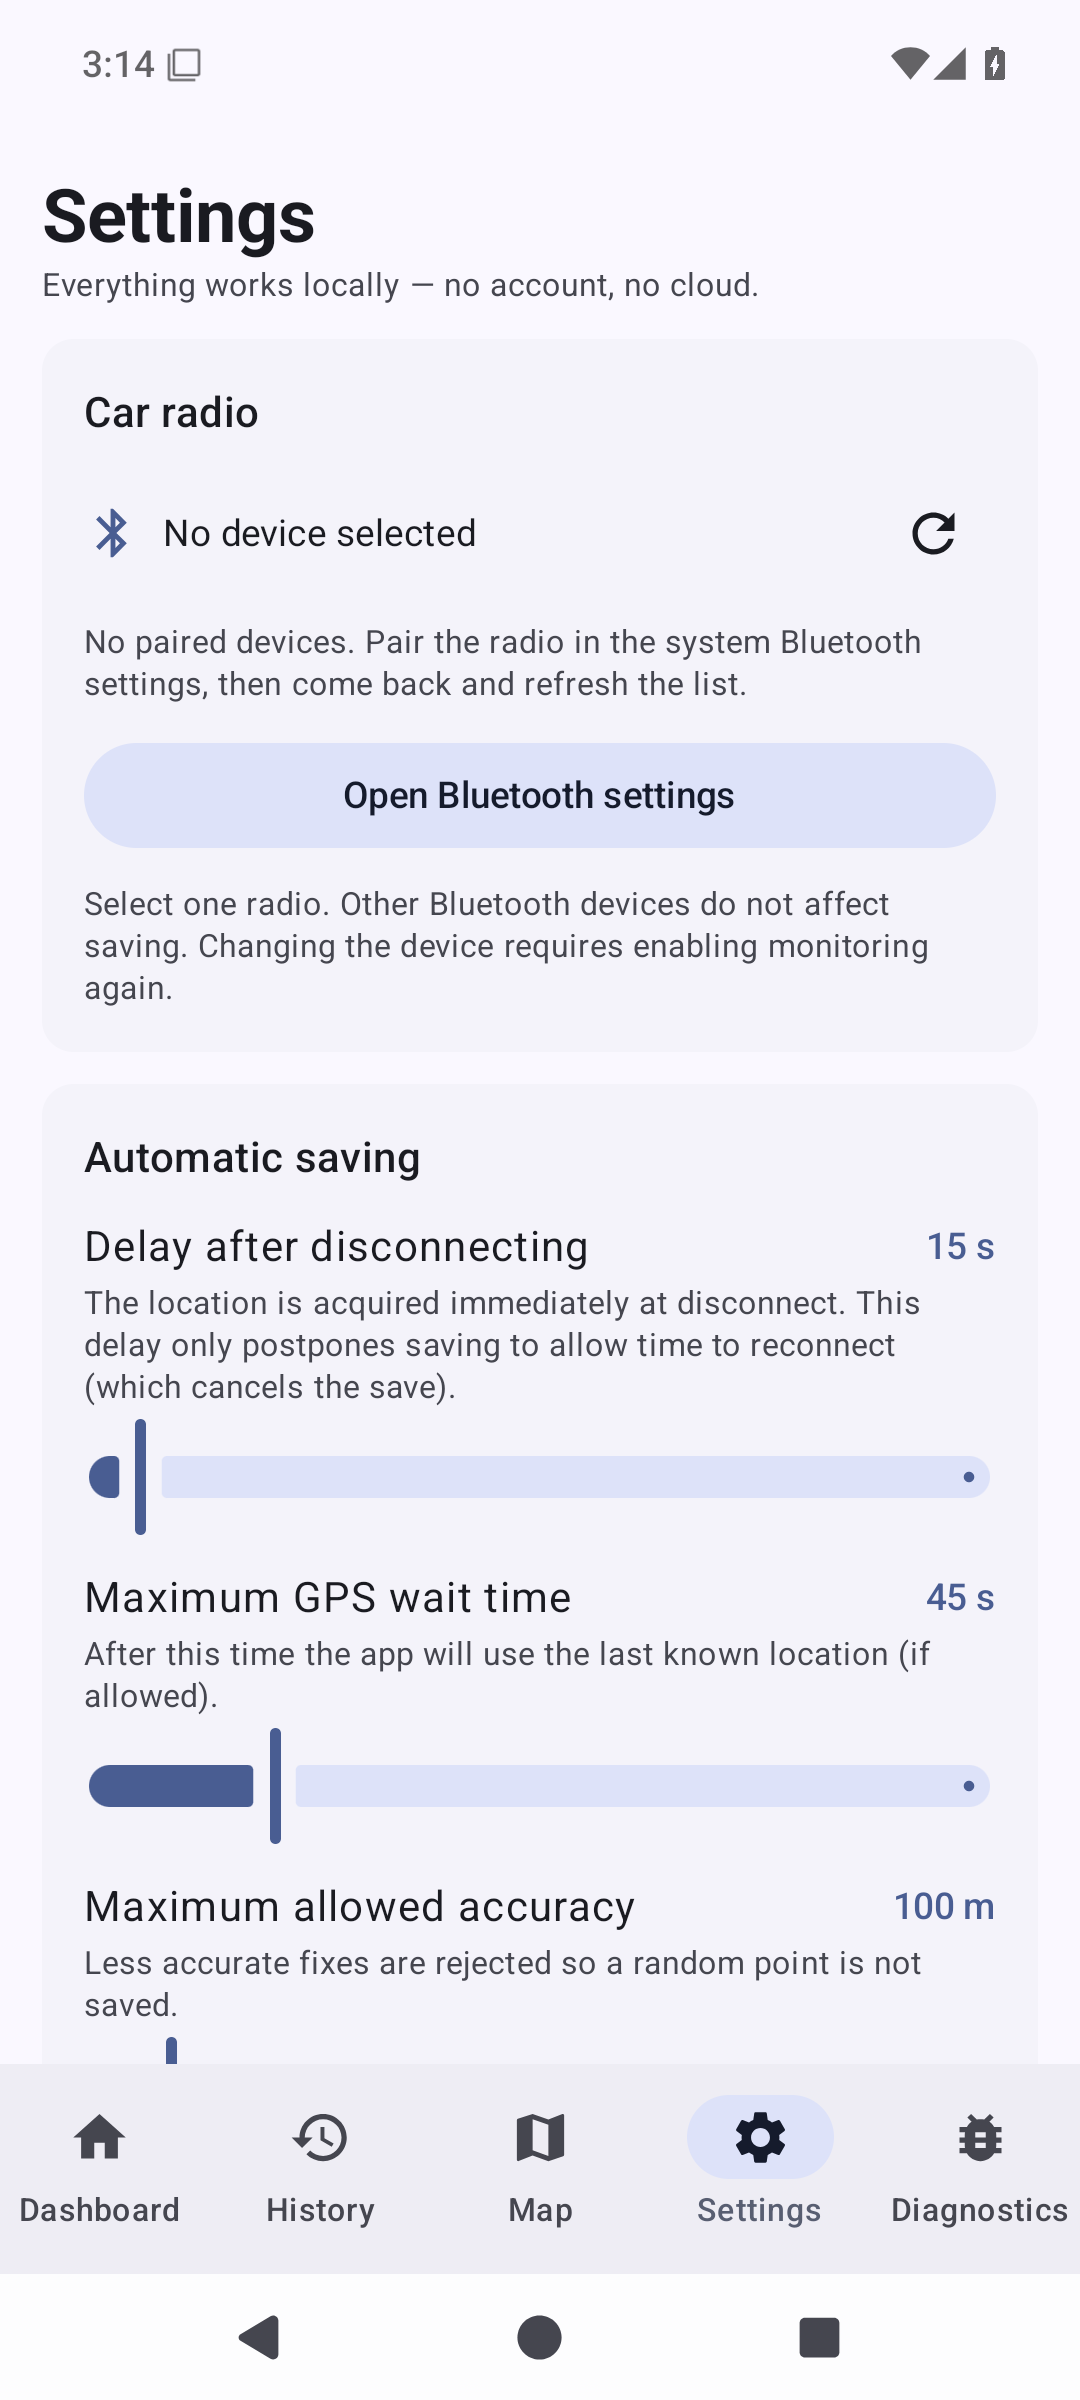 3:14
Settings
Everything works locally — no account, no cloud.
Car radio
No device selected
No paired devices. Pair the radio in the system Bluetooth
settings, then come back and refresh the list.
Open Bluetooth settings
Select one radio. Other Bluetooth devices do not affect
saving. Changing the device requires enabling monitoring
again.
Automatic saving
Delay after disconnecting 15 s
The location is acquired immediately at disconnect. This
delay only postpones saving to allow time to reconnect
(which cancels the save).
Maximum GPS wait time 45 s
After this time the app will use the last known location (if
allowed).
Maximum allowed accuracy 100 m
Less accurate fixes are rejected so a random point is not
saved.
Dashboard History Map Settings Diagnostics